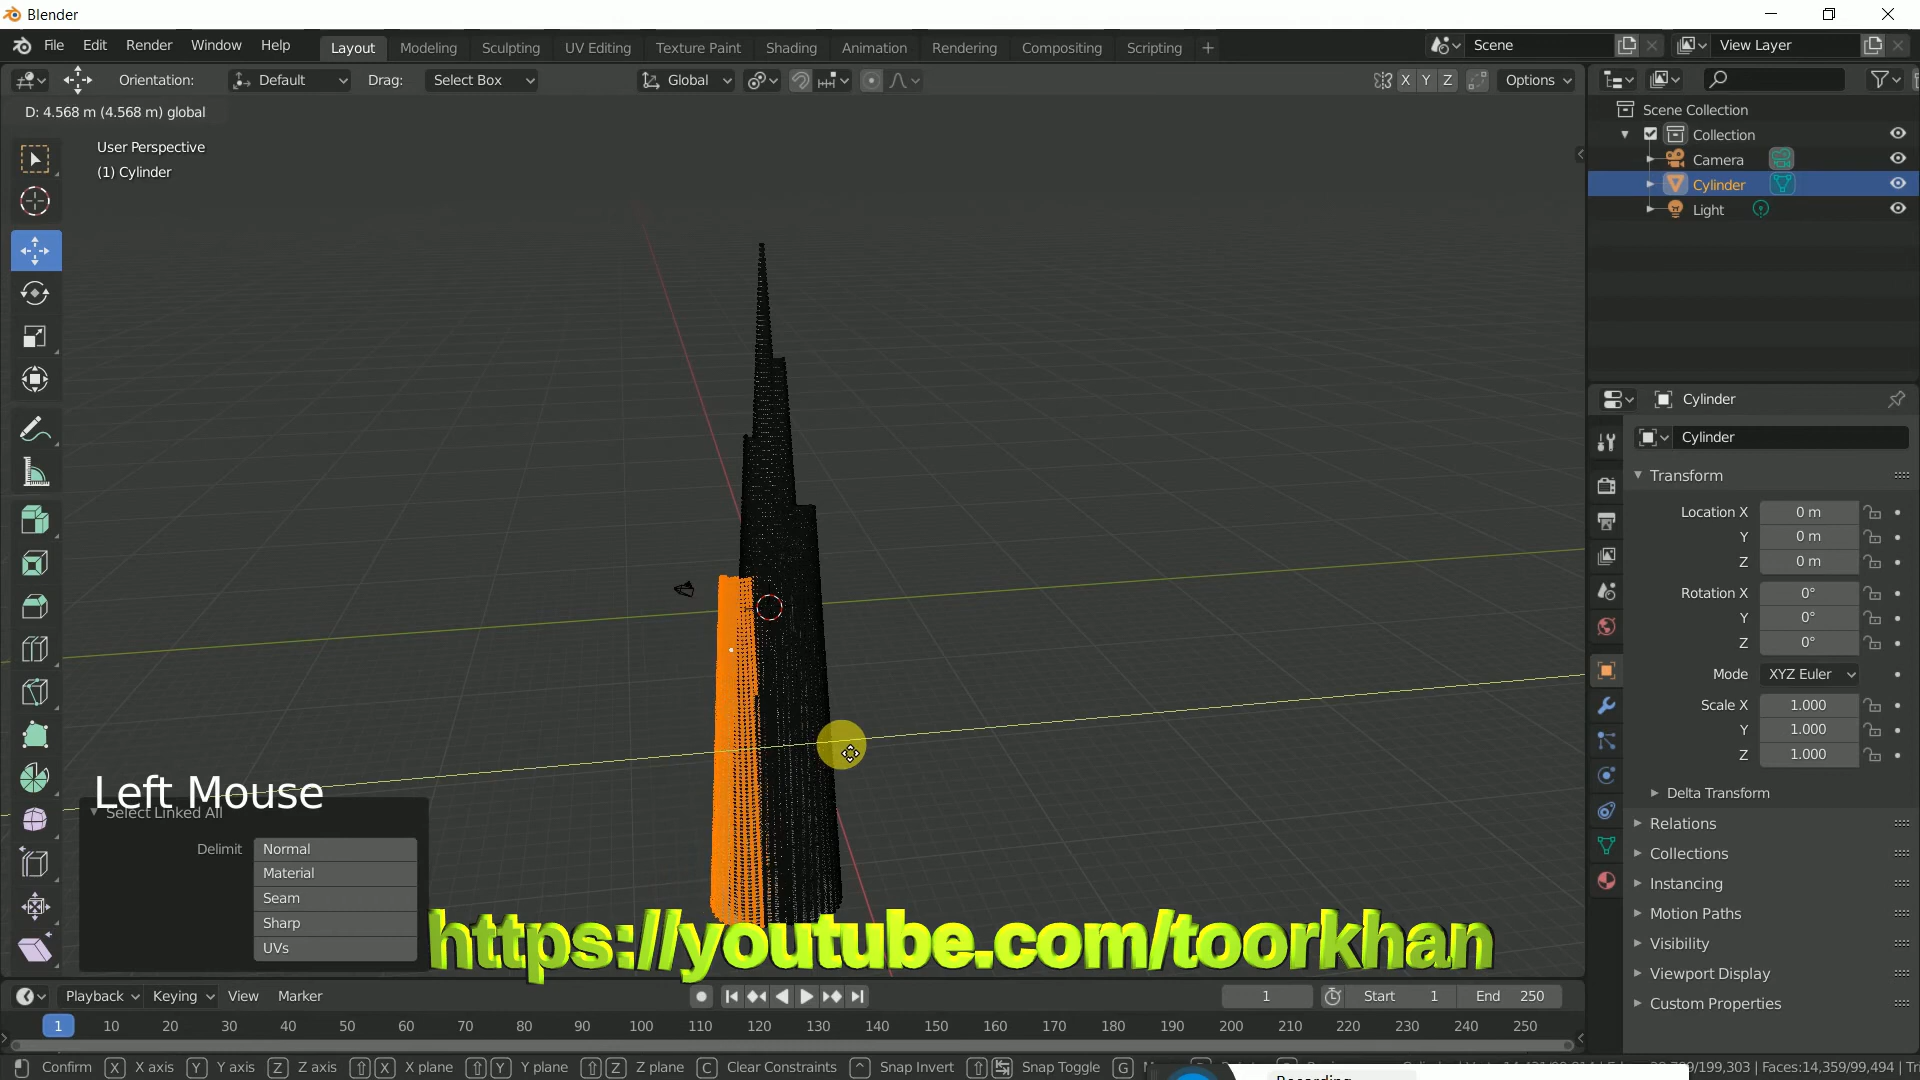 Blender
File Edit Render Window Help
Layout Modeling Sculpting UV Editing Texture Paint Shading Animation Rendering Compositing Scripting +
Scene
View Layer
Orientation: Default Drag: Select Box
Global
X Y Z Options
D: 4.568 m (4.568 m) global
User Perspective
(1) Cylinder
Scene Collection
Collection
Camera
Cylinder
Light
Cylinder
Cylinder
Transform
Location X 0 m
Y 0 m
Z 0 m
Rotation X 0°
Y 0°
Z 0°
Mode XYZ Euler
Scale X 1.000
Y 1.000
Z 1.000
Delta Transform
Relations
Collections
Instancing
Motion Paths
Visibility
Viewport Display
Custom Properties
Left Mouse
Select Linked All
Delimit Normal
Material
Seam
Sharp
UVs
https://youtube.com/toorkhan
Playback Keying View Marker
1 Start 1 End 250
1 10 20 30 40 50 60 70 80 90 100 110 120 130 140 150 160 170 180 190 200 210 220 230 240 250
Confirm X X axis Y Y axis Z Z axis X X plane Y Y plane Z Z plane C Clear Constraints ^ Snap Invert Snap Toggle G
Faces:14,359/99,494